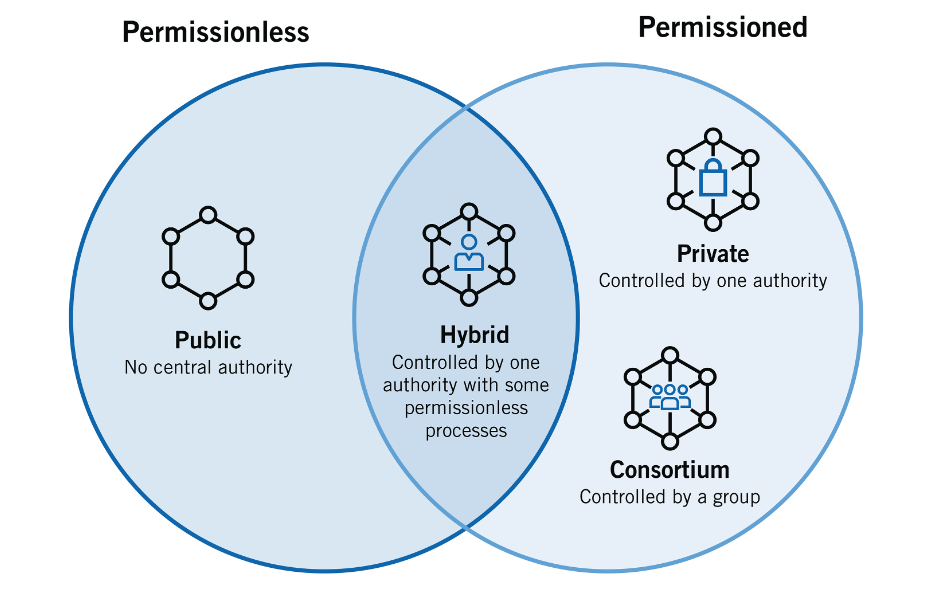 Permissionless
Permissioned
Public
No central authority
Hybrid
Controlled by one
authority with some
permissionless
processes
Private
Controlled by one authority
Consortium
Controlled by a group